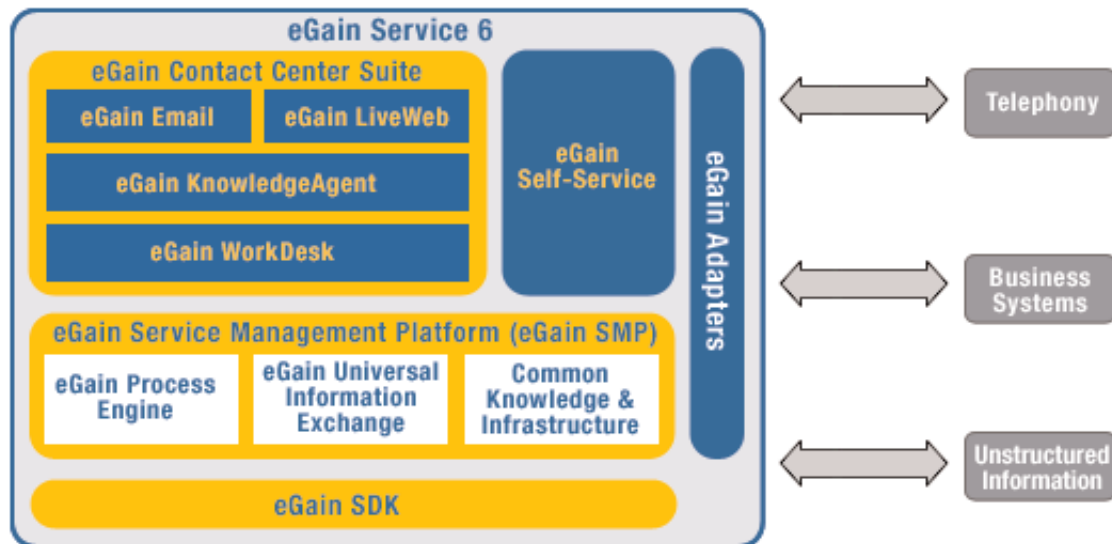 eGain Service 6
eGain Contact Center Suite
eGain Email
eGain LiveWeb
eGain KnowledgeAgent
eGain WorkDesk
eGain
Self-Service
eGain Adapters
eGain Service Management Platform (eGain SMP)
eGain Process
Engine
eGain Universal
Information
Exchange
Common
Knowledge &
Infrastructure
eGain SDK
Telephony
Business
Systems
Unstructured
Information